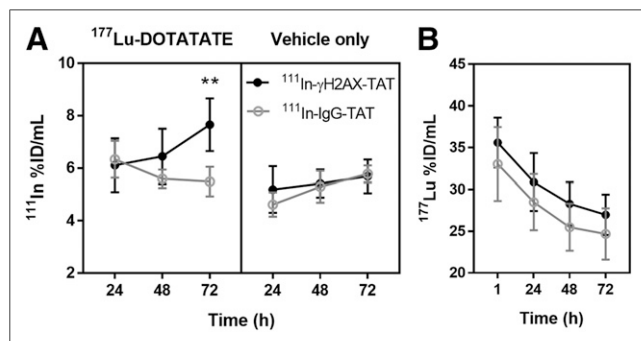 A
¹⁷⁷Lu-DOTATATE
Vehicle only
**
¹¹¹In-γH2AX-TAT
¹¹¹In-IgG-TAT
¹¹¹In %ID/mL
10
8
6
4
2
24 48 72 24 48 72
Time (h)
B
¹⁷⁷Lu %ID/mL
45
40
35
30
25
20
1 24 48 72
Time (h)